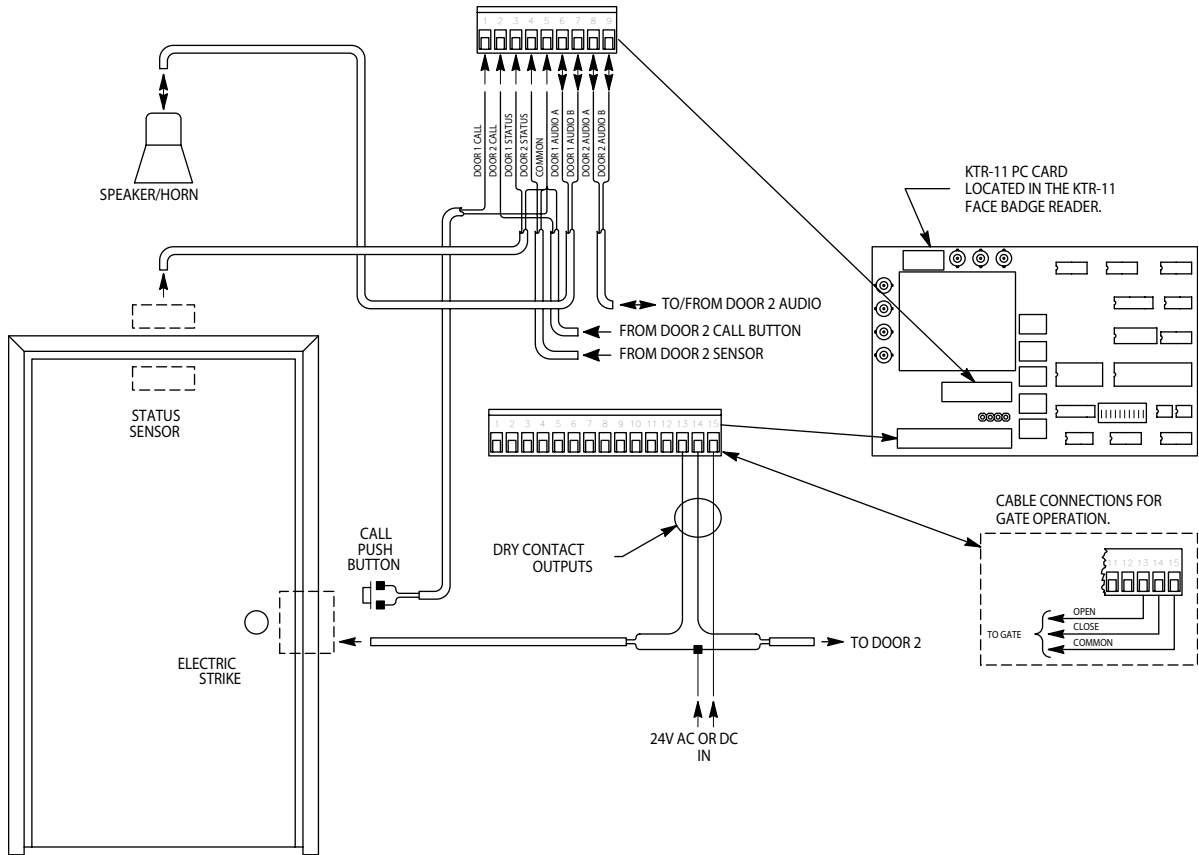 1 2 3 4 5 6 7 8 9
DOOR 1 CALL
DOOR 2 CALL
DOOR 1 STATUS
DOOR 2 STATUS
COMMON
DOOR 1 AUDIO A
DOOR 1 AUDIO B
DOOR 2 AUDIO A
DOOR 2 AUDIO B
SPEAKER/HORN
KTR-11 PC CARD
LOCATED IN THE KTR-11
FACE BADGE READER.
TO/FROM DOOR 2 AUDIO
FROM DOOR 2 CALL BUTTON
FROM DOOR 2 SENSOR
STATUS
SENSOR
1 2 3 4 5 6 7 8 9 10 11 12 13 14 15
CALL
PUSH
BUTTON
DRY CONTACT
OUTPUTS
CABLE CONNECTIONS FOR
GATE OPERATION.
11 12 13 14 15
OPEN
CLOSE
COMMON
TO GATE
ELECTRIC
STRIKE
TO DOOR 2
24V AC OR DC
IN